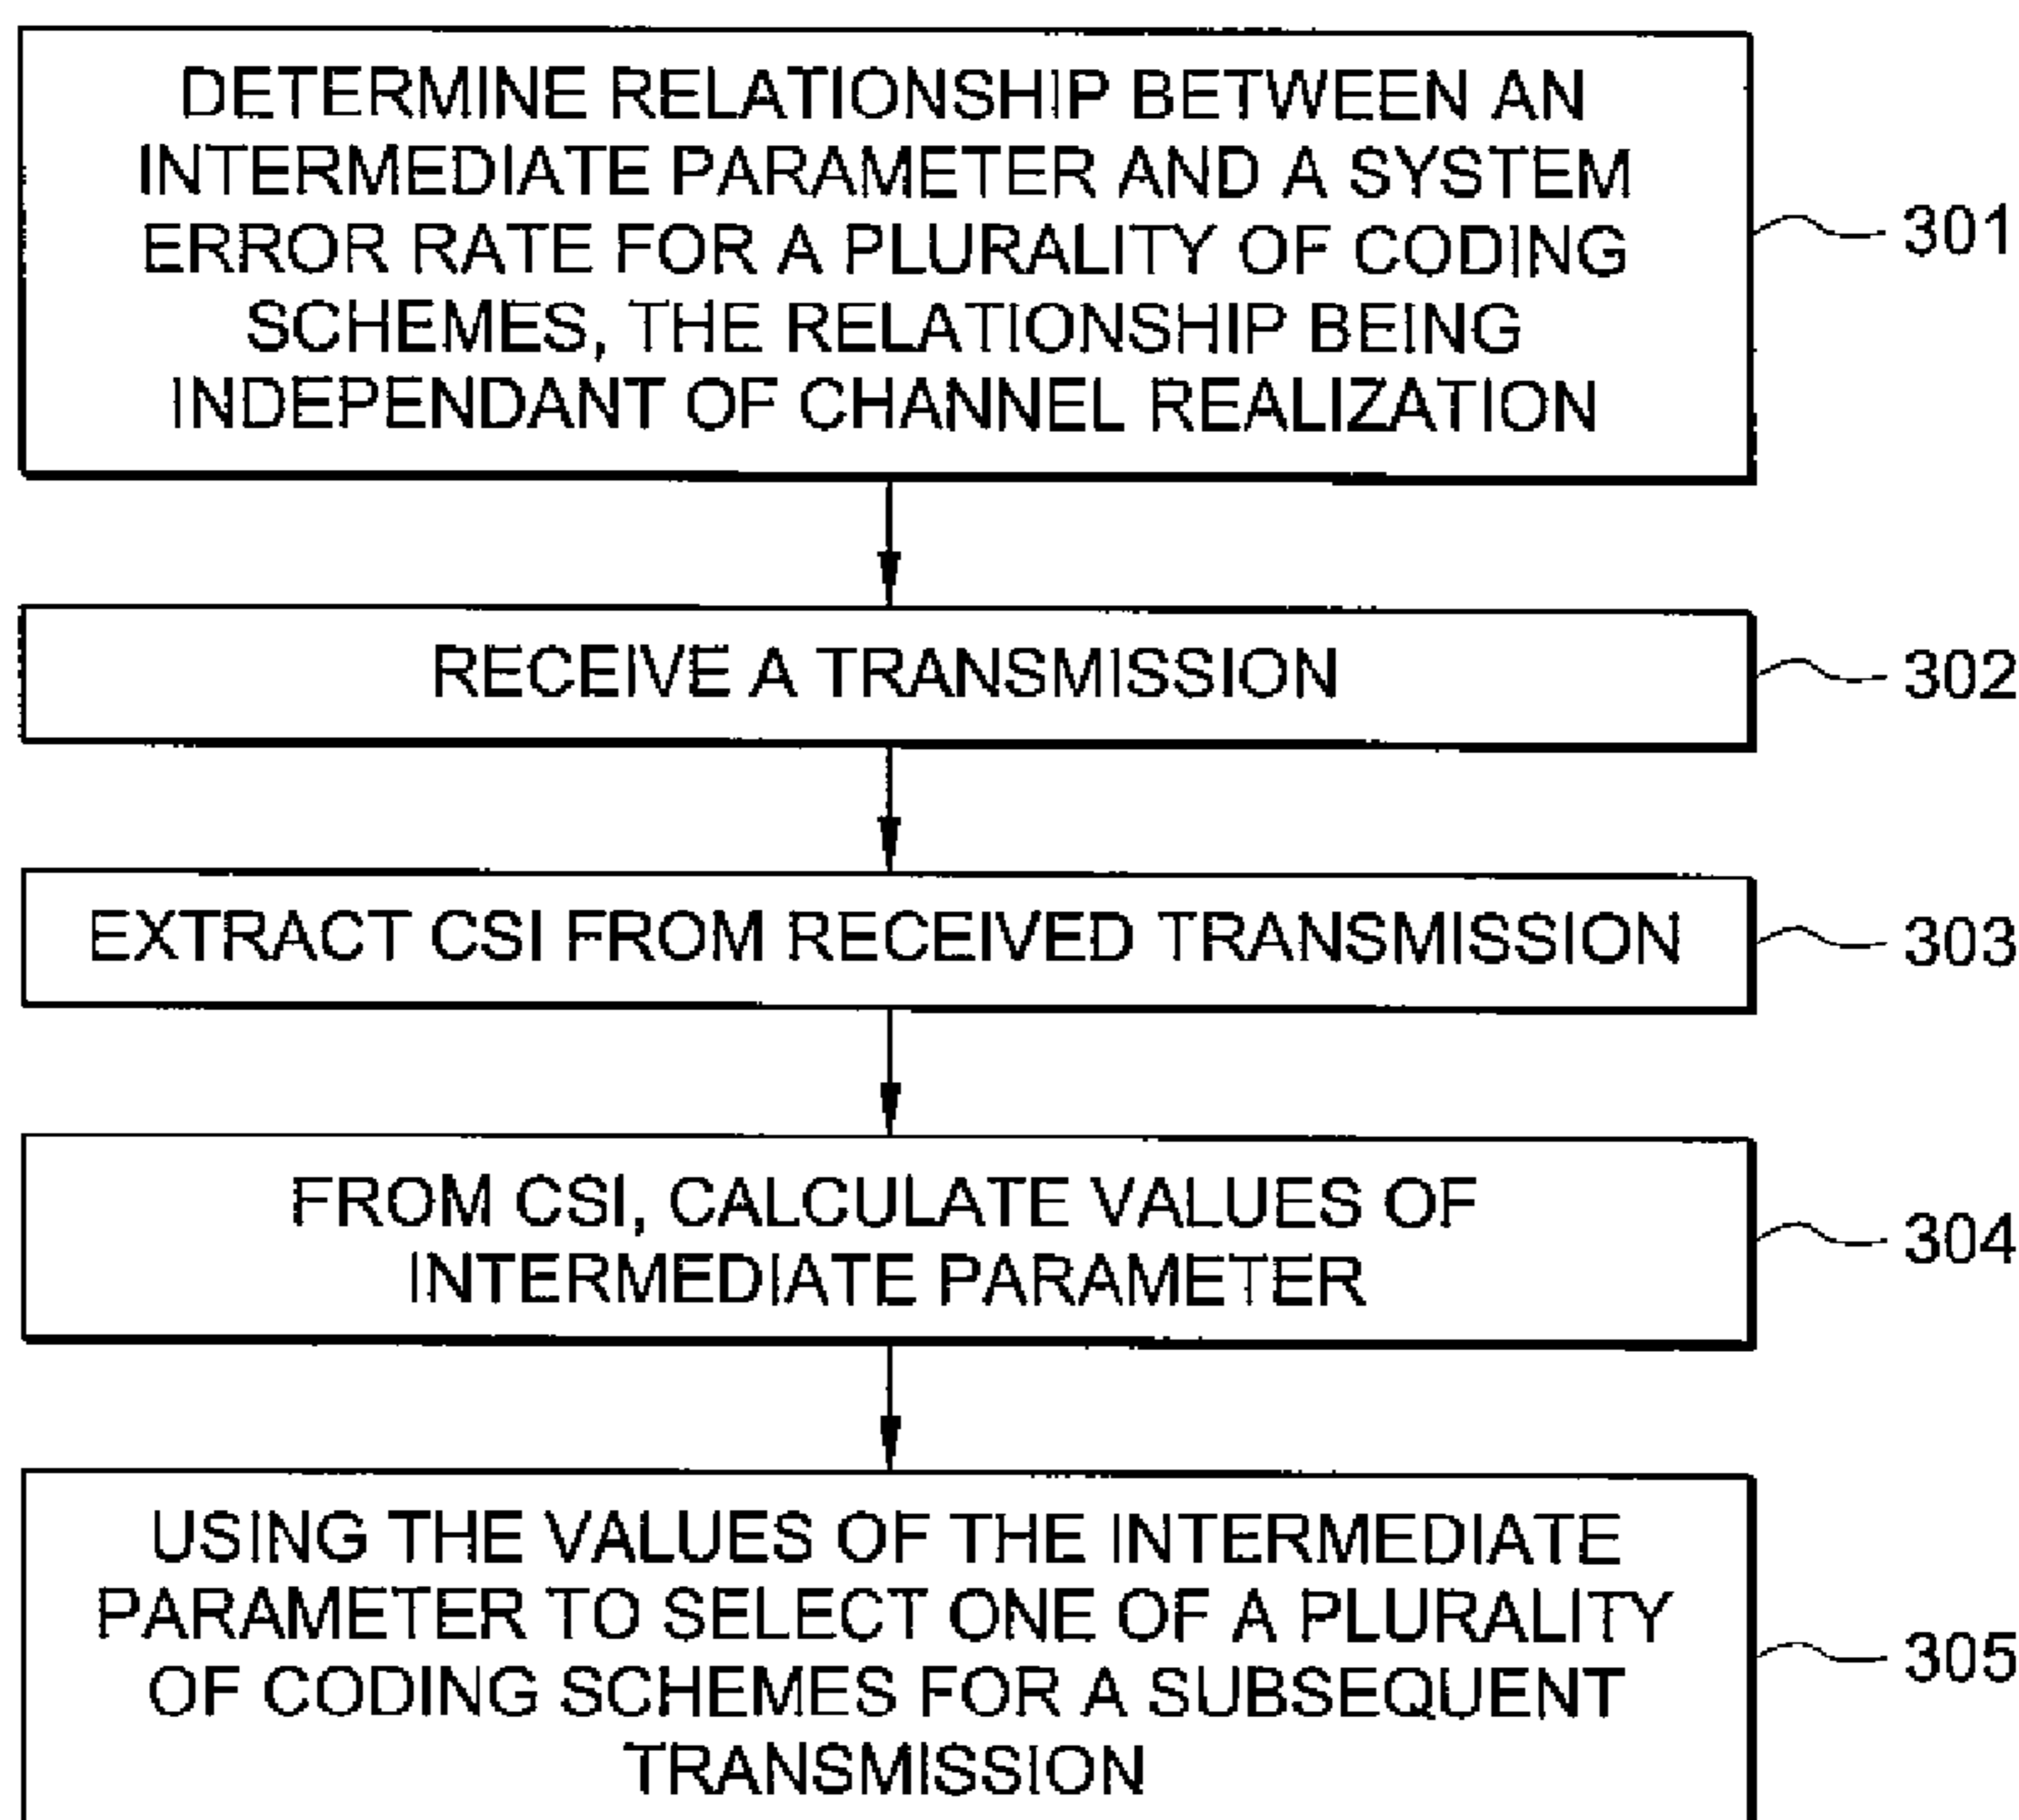 DETERMINE RELATIONSHIP BETWEEN AN
INTERMEDIATE PARAMETER AND A SYSTEM
ERROR RATE FOR A PLURALITY OF CODING
SCHEMES, THE RELATIONSHIP BEING
INDEPENDANT OF CHANNEL REALIZATION
301
RECEIVE A TRANSMISSION
302
EXTRACT CSI FROM RECEIVED TRANSMISSION
303
FROM CSI, CALCULATE VALUES OF
INTERMEDIATE PARAMETER
304
USING THE VALUES OF THE INTERMEDIATE
PARAMETER TO SELECT ONE OF A PLURALITY
OF CODING SCHEMES FOR A SUBSEQUENT
TRANSMISSION
305